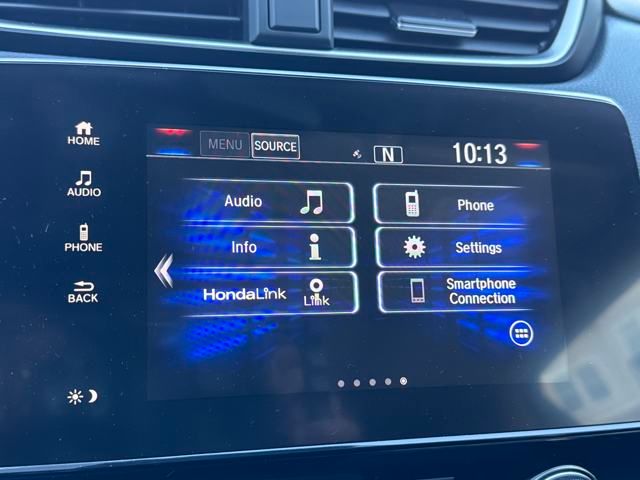 HOME
AUDIO
PHONE
BACK
MENU
SOURCE
N
10:13
Audio
Phone
Info
Settings
HondaLink
Link
Smartphone
Connection